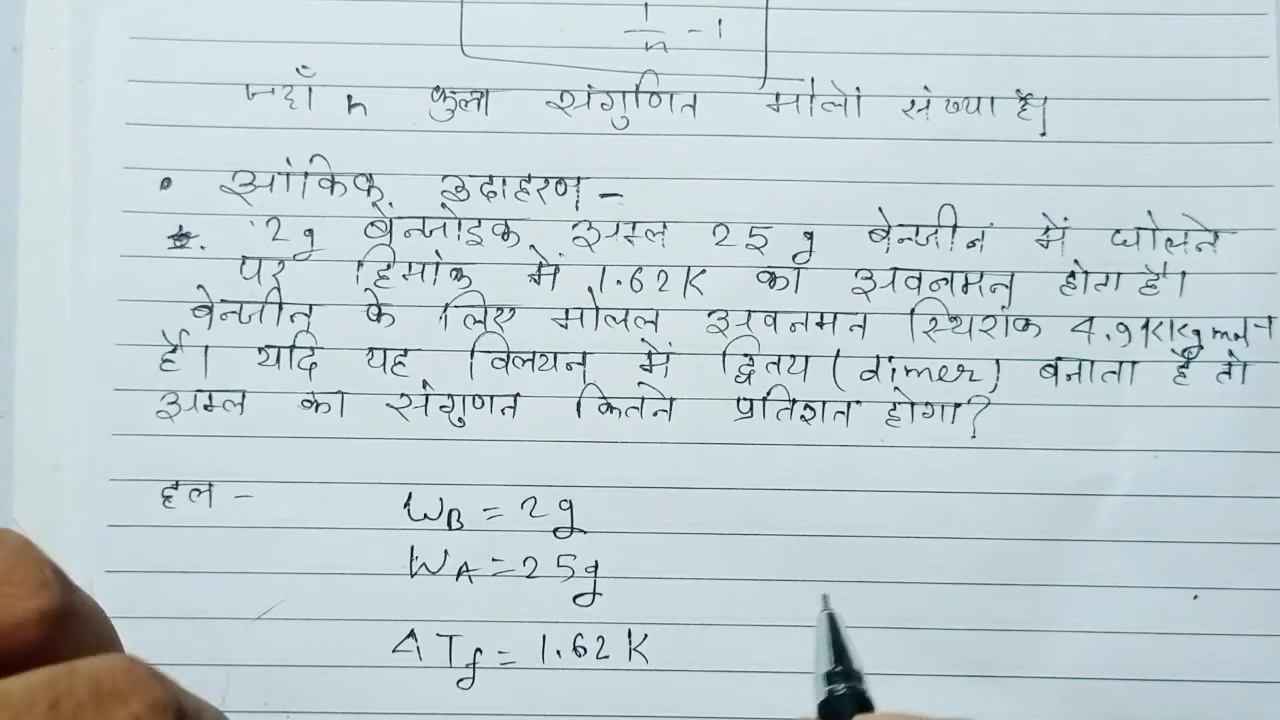 1/n - 1
जहाँ n कुला संगुणित मोलों संख्या है।
• आंकिक उदाहरण -
2g बेन्जोइक अम्ल 25 g बेन्जीन में घोलने
पर हिमांक में 1.62K का अवनमन होता है।
बेन्जीन के लिए मोलल अवनमन स्थिरांक 4.9 KKg mol-1
है। यदि यह विलयन में द्वितय (dimer) बनाता है तो
अम्ल का संगुणन कितने प्रतिशत होगा?
हल -
WB = 2g
WA = 25g
ΔTf = 1.62 K